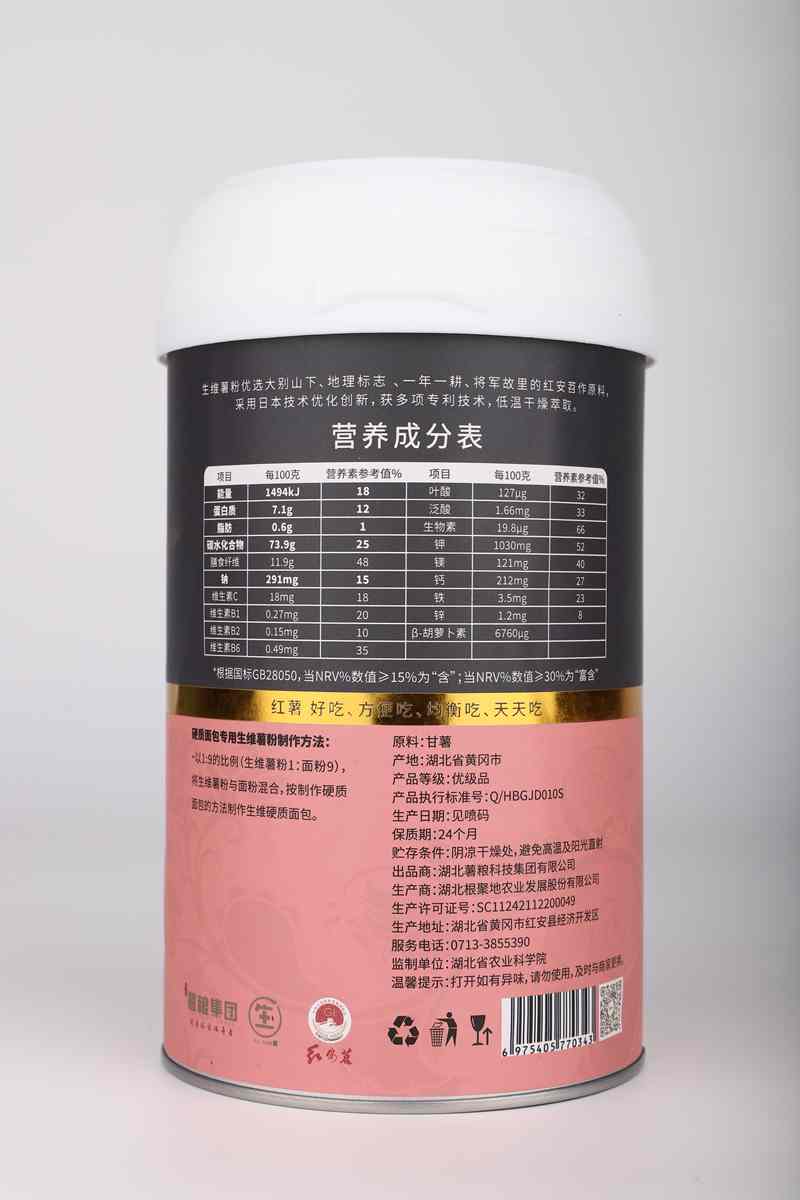 生维薯粉优选大别山下、地理标志、一年一耕、将军故里的红安苕作原料,
采用日本技术优化创新,获多项专利技术,低温干燥萃取。
营养成分表
项目 每100克 营养素参考值% 项目 每100克 营养素参考值%
能量 1494kJ 18 叶酸 127μg 32
蛋白质 7.1g 12 泛酸 1.66mg 33
脂肪 0.6g 1 生物素 19.8μg 66
碳水化合物 73.9g 25 钾 1030mg 52
膳食纤维 11.9g 48 镁 121mg 40
钠 291mg 15 钙 212mg 27
维生素C 18mg 18 铁 3.5mg 23
维生素B1 0.27mg 20 锌 1.2mg 8
维生素B2 0.15mg 10 β-胡萝卜素 6760μg
维生素B6 0.49mg 35
*根据国标GB28050,当NRV%数值≥15%为“含”;当NRV%数值≥30%为“富含”
红薯 好吃、方便吃、均衡吃、天天吃
硬质面包专用生维薯粉制作方法:
-以1:9的比例(生维薯粉1:面粉9),
将生维薯粉与面粉混合,按制作硬质
面包的方法制作生维硬质面包。
原料:甘薯
产地:湖北省黄冈市
产品等级:优级品
产品执行标准号:Q/HBGJD010S
生产日期:见喷码
保质期:24个月
贮存条件:阴凉干燥处,避免高温及阳光直射
出品商:湖北薯粮科技集团有限公司
生产商:湖北根聚地农业发展股份有限公司
生产许可证号:SC11242112200049
生产地址:湖北省黄冈市红安县经济开发区
服务电话:0713-3855390
监制单位:湖北省农业科学院
温馨提示:打开如有异味,请勿使用,及时与商家更换。
薯粮集团
红安苕
6 975405 770343